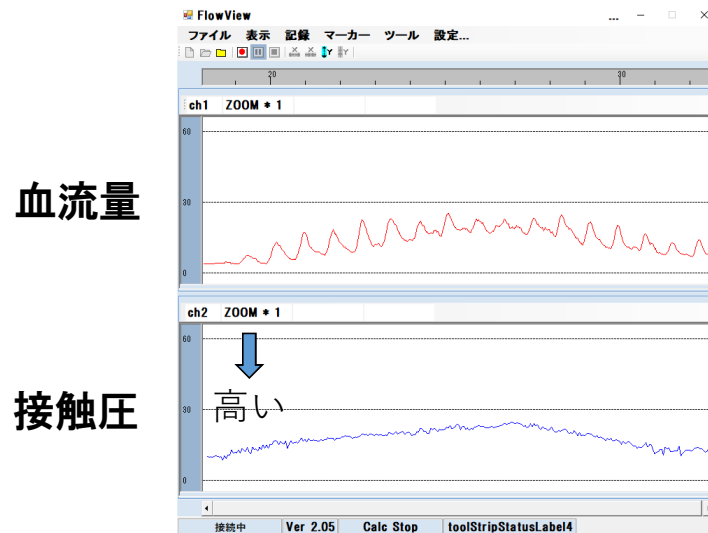 FlowView
...
ファイル 表示 記録 マーカー ツール 設定...
20
30
ch1 ZOOM * 1
60
血流量
30
0
ch2 ZOOM * 1
60
高い
接触圧
30
0
接続中 Ver 2.05 Calc Stop toolStripStatusLabel4